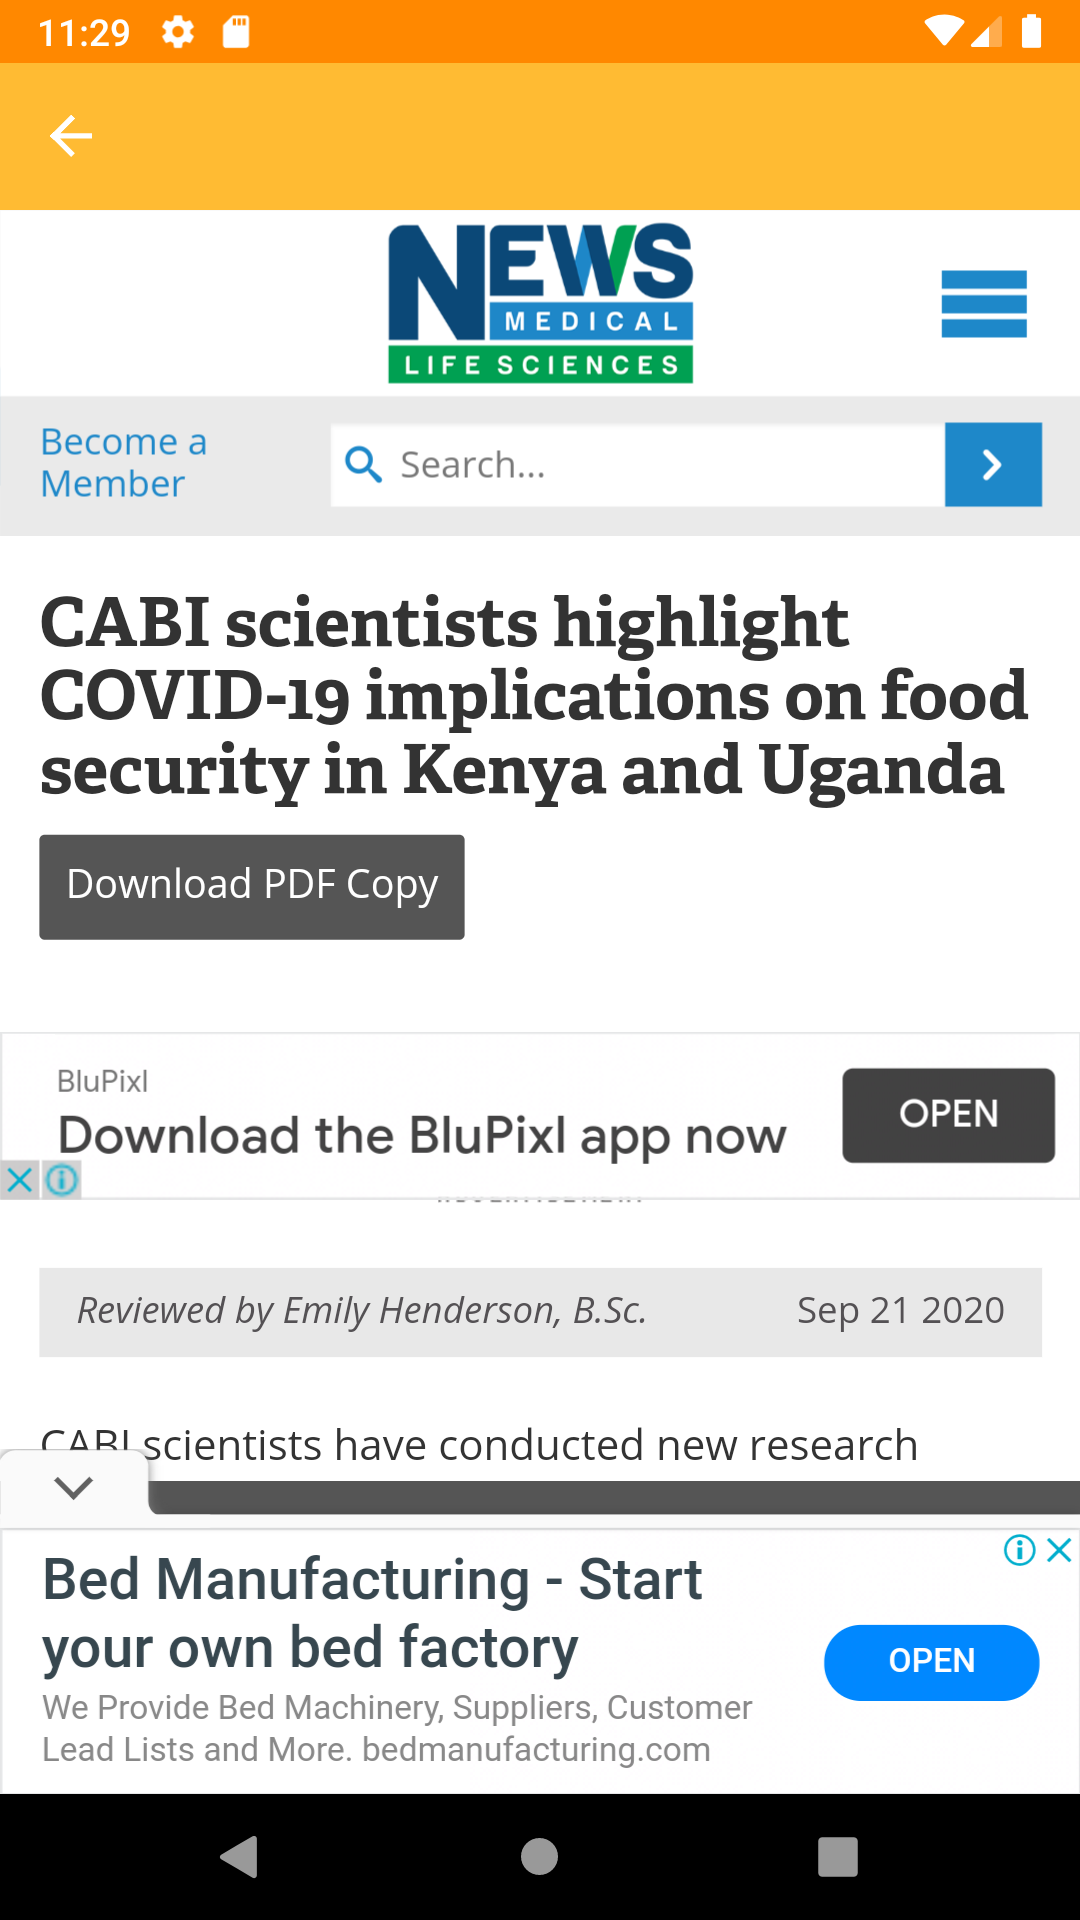 11:29
NEWS
MEDICAL
LIFE SCIENCES
Become a
Member
Search...
CABI scientists highlight
COVID-19 implications on food
security in Kenya and Uganda
Download PDF Copy
BluPixl
Download the BluPixl app now
OPEN
Reviewed by Emily Henderson, B.Sc.
Sep 21 2020
CABI scientists have conducted new research
Bed Manufacturing - Start
your own bed factory
We Provide Bed Machinery, Suppliers, Customer
Lead Lists and More. bedmanufacturing.com
OPEN